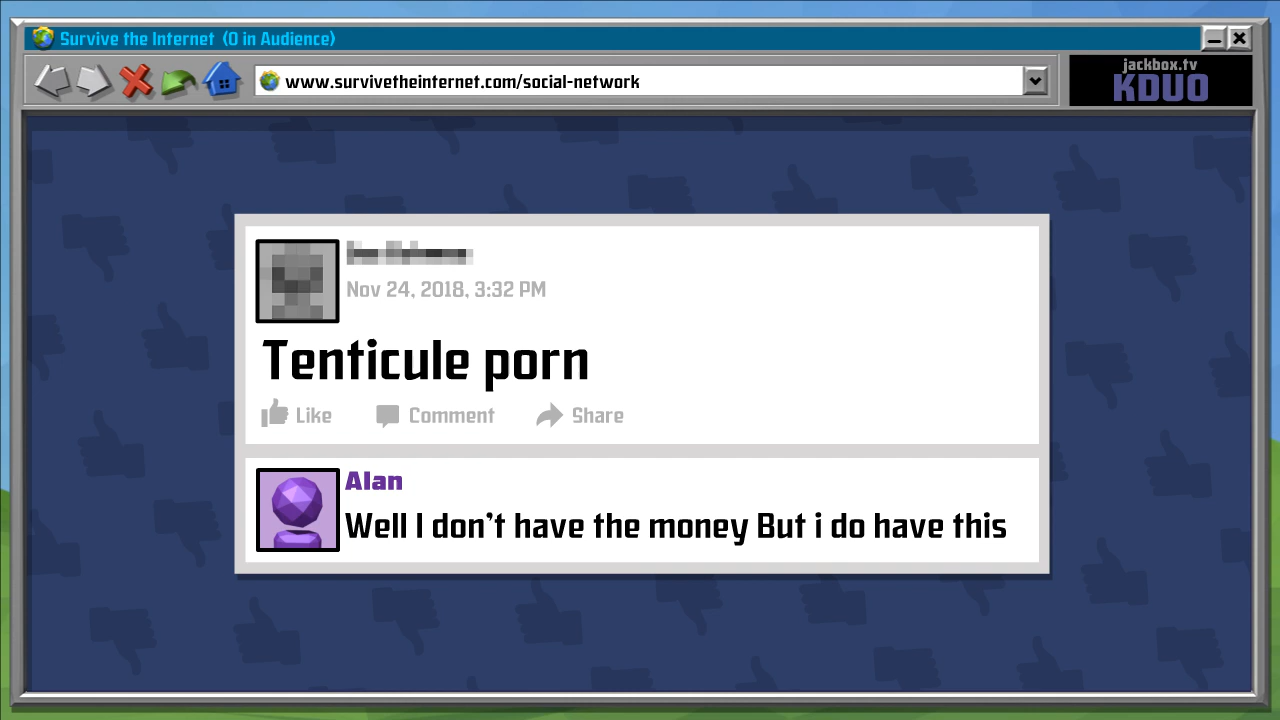 Survive the Internet (0 in Audience)
www.survivetheinternet.com/social-network
jackbox.tv
KDUO
Nov 24, 2018, 3:32 PM
Tenticule porn
Like Comment Share
Alan
Well I don't have the money But i do have this